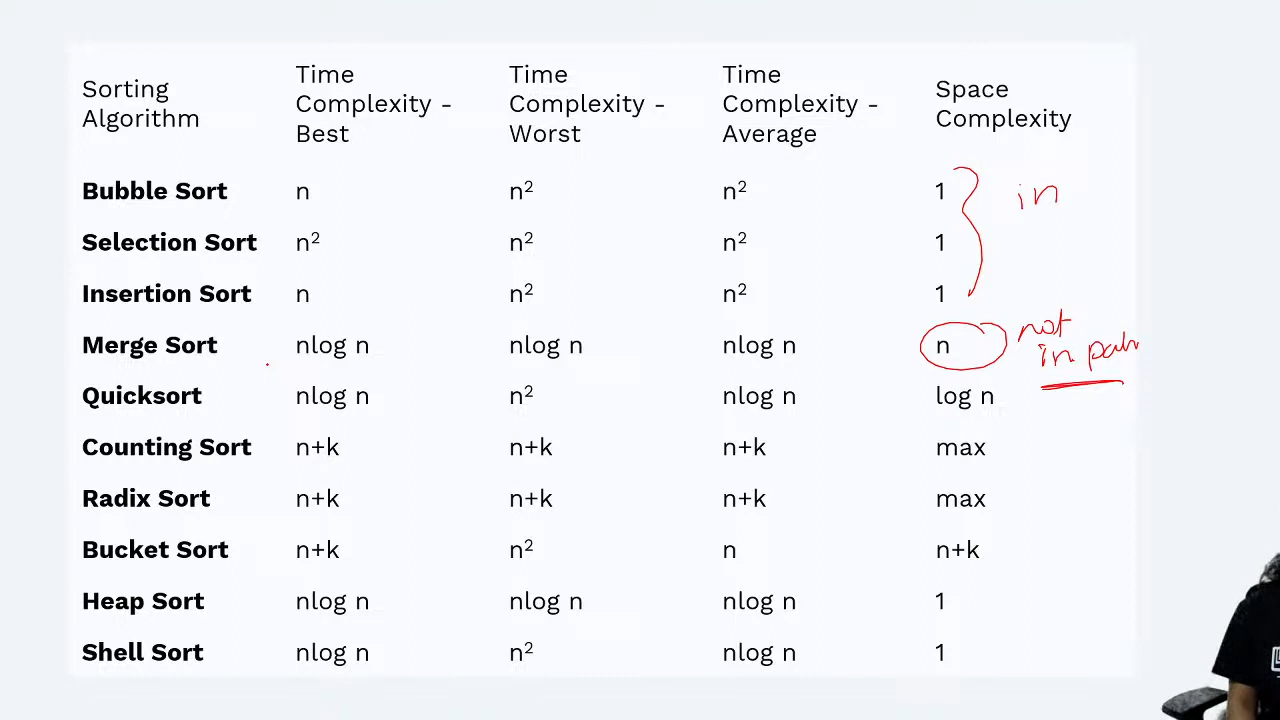 Sorting Algorithm | Time Complexity - Best | Time Complexity - Worst | Time Complexity - Average | Space Complexity
Bubble Sort | n | n² | n² | 1 in
Selection Sort | n² | n² | n² | 1
Insertion Sort | n | n² | n² | 1
Merge Sort | nlog n | nlog n | nlog n | n not in
Quicksort | nlog n | n² | nlog n | log n
Counting Sort | n+k | n+k | n+k | max
Radix Sort | n+k | n+k | n+k | max
Bucket Sort | n+k | n² | n | n+k
Heap Sort | nlog n | nlog n | nlog n | 1
Shell Sort | nlog n | n² | nlog n | 1